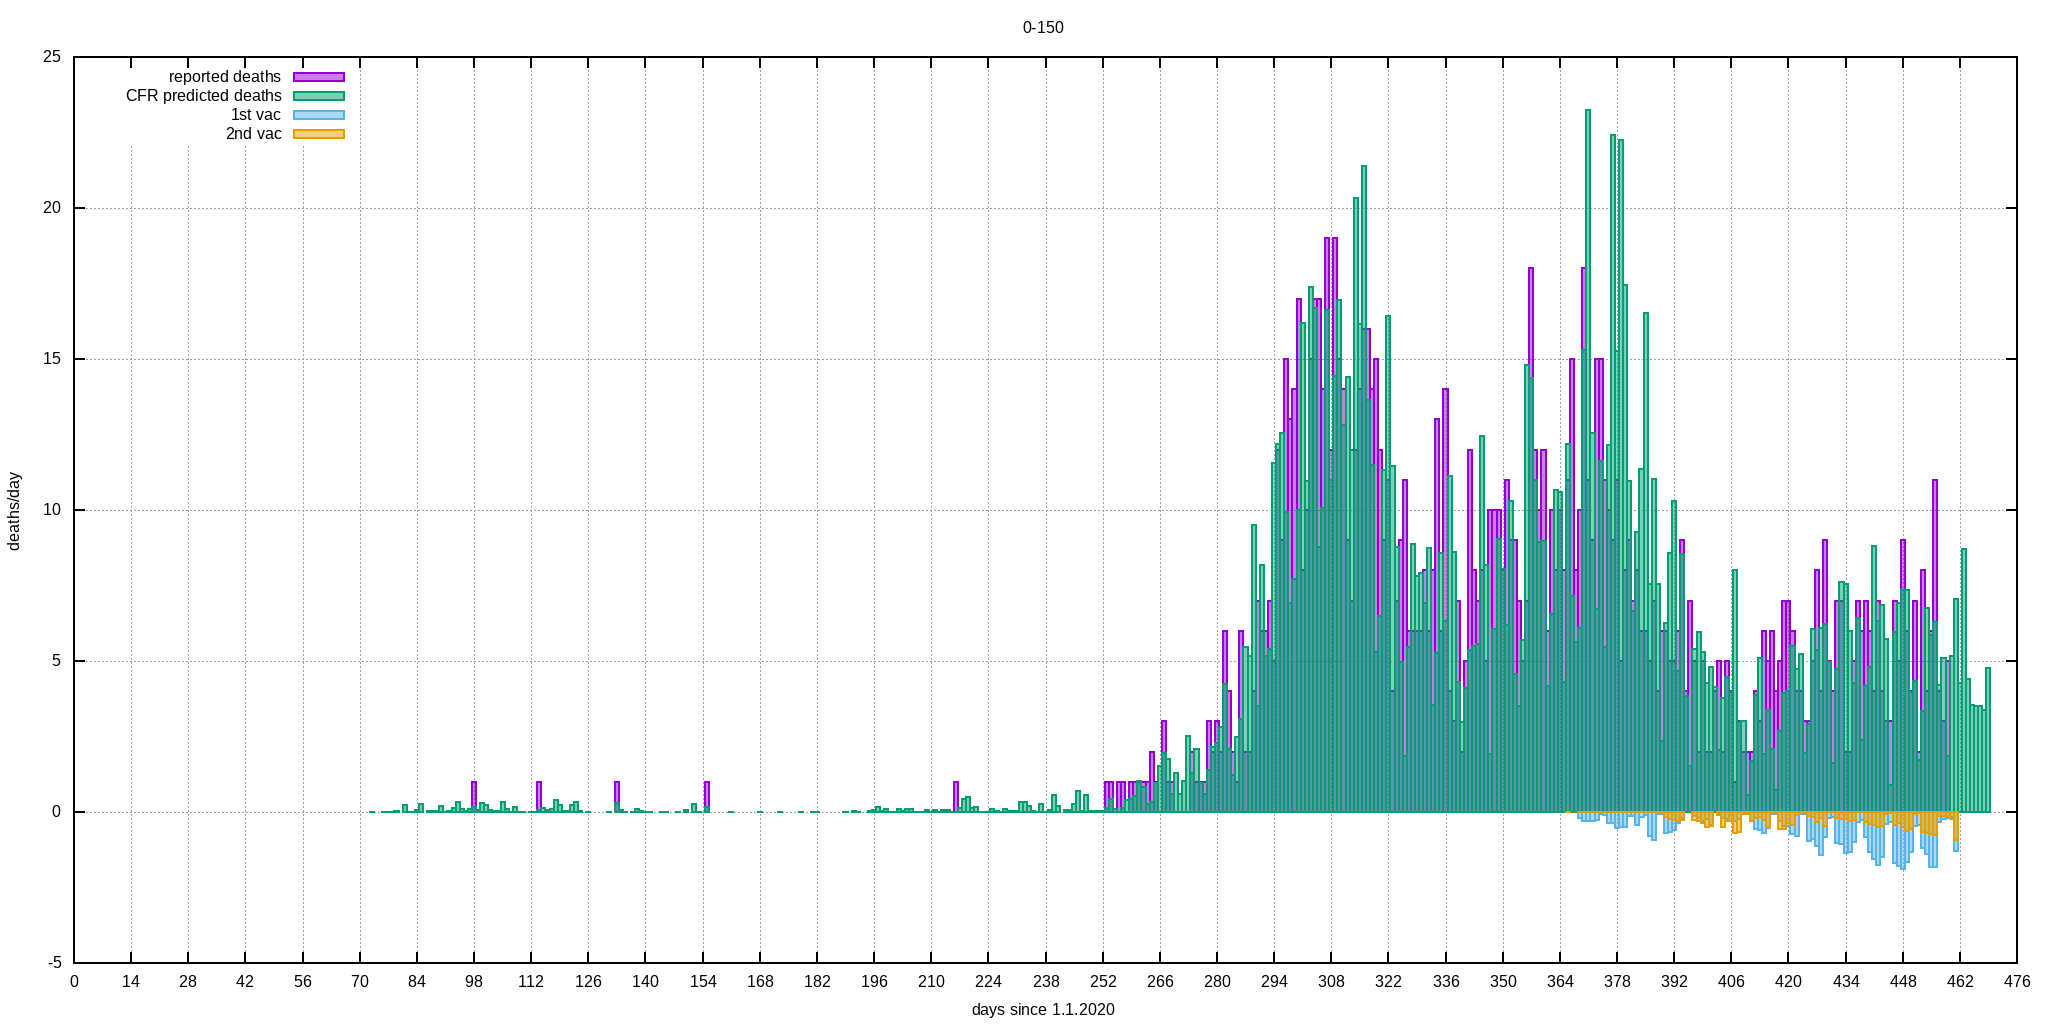 0-150
25
20
15
10
5
0
-5
deaths/day
reported deaths
CFR predicted deaths
1st vac
2nd vac
0 14 28 42 56 70 84 98 112 126 140 154 168 182 196 210 224 238 252 266 280 294 308 322 336 350 364 378 392 406 420 434 448 462 476
days since 1.1.2020